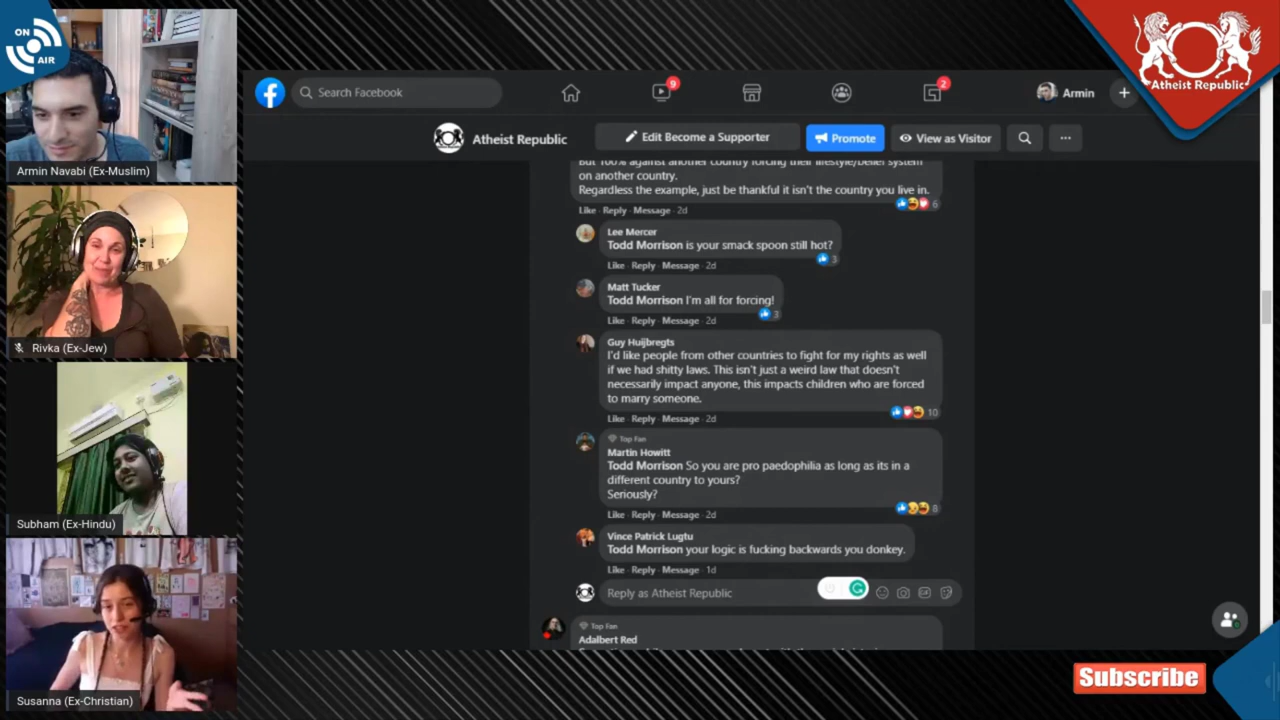 ON
AIR
Armin Navabi (Ex-Muslim)
Rivka (Ex-Jew)
Subham (Ex-Hindu)
Susanna (Ex-Christian)
Search Facebook
9
2
Armin
Atheist Republic
Atheist Republic
Edit Become a Supporter
Promote
View as Visitor
But 100% against another country forcing their lifestyle/belief system
on another country.
Regardless the example, just be thankful it isn't the country you live in.
6
Like · Reply · Message · 2d
Lee Mercer
Todd Morrison is your smack spoon still hot?
3
Like · Reply · Message · 2d
Matt Tucker
Todd Morrison I'm all for forcing!
3
Like · Reply · Message · 2d
Guy Huijbregts
I'd like people from other countries to fight for my rights as well
if we had shitty laws. This isn't just a weird law that doesn't
necessarily impact anyone, this impacts children who are forced
to marry someone.
10
Like · Reply · Message · 2d
Top Fan
Martin Howitt
Todd Morrison So you are pro paedophilia as long as its in a
different country to yours?
Seriously?
8
Like · Reply · Message · 2d
Vince Patrick Lugtu
Todd Morrison your logic is fucking backwards you donkey.
Like · Reply · Message · 1d
Reply as Atheist Republic
GIF
Top Fan
Adalbert Red
Subscribe